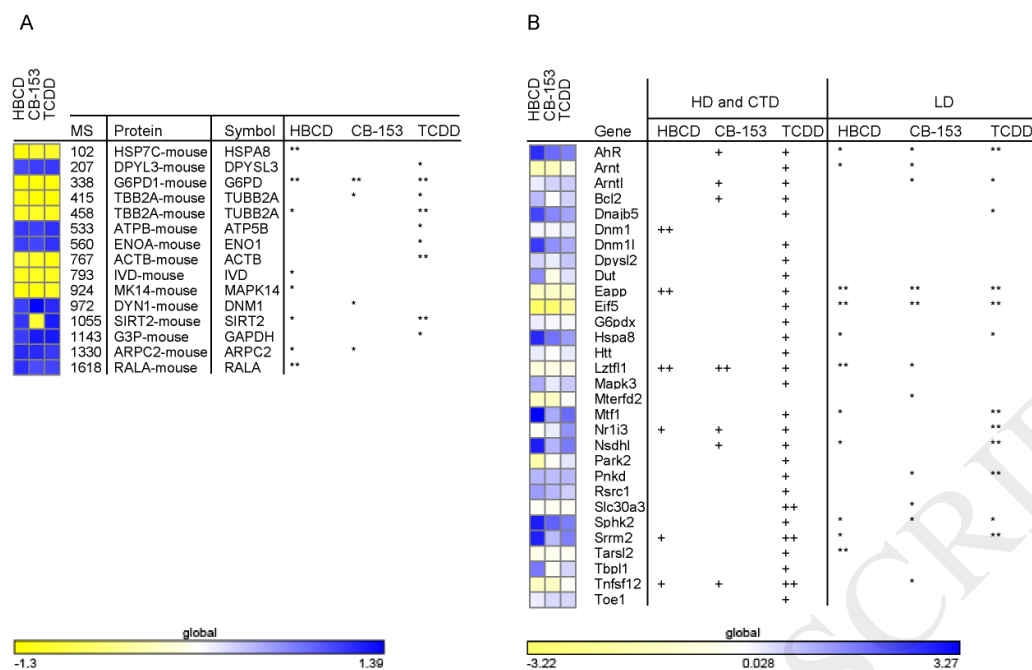 A
HBCD
CB-153
TCDD
MS Protein Symbol HBCD CB-153 TCDD
102 HSP7C-mouse HSPA8 **
207 DPYL3-mouse DPYSL3 *
338 G6PD1-mouse G6PD ** ** **
415 TBB2A-mouse TUBB2A * *
458 TBB2A-mouse TUBB2A * **
533 ATPB-mouse ATP5B *
560 ENOA-mouse ENO1 *
767 ACTB-mouse ACTB **
793 IVD-mouse IVD *
924 MK14-mouse MAPK14 *
972 DYN1-mouse DNM1 *
1055 SIRT2-mouse SIRT2 * **
1143 G3P-mouse GAPDH *
1330 ARPC2-mouse ARPC2 * *
1618 RALA-mouse RALA **
global
-1.3 1.39
B
HBCD
CB-153
TCDD
HD and CTD LD
Gene HBCD CB-153 TCDD HBCD CB-153 TCDD
AhR + + * * **
Arnt + * *
Arntl + + * *
Bcl2 + +
Dnajb5 + *
Dnm1 ++
Dnm1l +
Dpysl2 +
Dut +
Eapp ++ + ** ** **
Eif5 + ** ** **
G6pdx +
Hspa8 + * *
Htt +
Lztfl1 ++ ++ + ** *
Mapk3 +
Mterfd2 *
Mtf1 + * **
Nr1i3 + + + **
Nsdhl + + * **
Park2 +
Pnkd + * **
Rsrc1 +
Slc30a3 ++ *
Sphk2 + * * *
Srrm2 + ++ * **
Tarsl2 + **
Tbpl1 +
Tnfsf12 + + ++ *
Toe1 +
global
-3.22 0.028 3.27
SCRIP